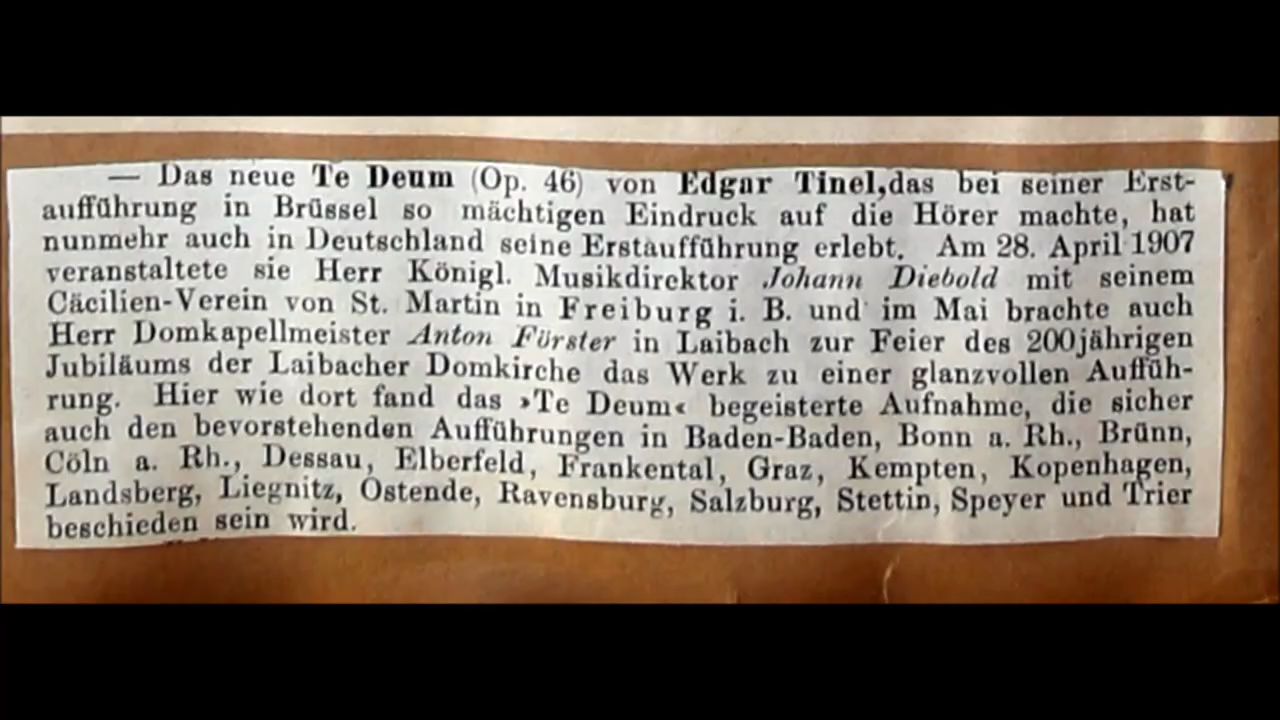 — Das neue Te Deum (Op. 46) von Edgar Tinel, das bei seiner Erst-
aufführung in Brüssel so mächtigen Eindruck auf die Hörer machte, hat
nunmehr auch in Deutschland seine Erstaufführung erlebt. Am 28. April 1907
veranstaltete sie Herr Königl. Musikdirektor Johann Diebold mit seinem
Cäcilien-Verein von St. Martin in Freiburg i. B. und im Mai brachte auch
Herr Domkapellmeister Anton Fürster in Laibach zur Feier des 200jährigen
Jubiläums der Laibacher Domkirche das Werk zu einer glanzvollen Auffüh-
rung. Hier wie dort fand das »Te Deum« begeisterte Aufnahme, die sicher
auch den bevorstehenden Aufführungen in Baden-Baden, Bonn a. Rh., Brünn,
Cöln a. Rh., Dessau, Elberfeld, Frankental, Graz, Kempten, Kopenhagen,
Landsberg, Liegnitz, Ostende, Ravensburg, Salzburg, Stettin, Speyer und Trier
beschieden sein wird.